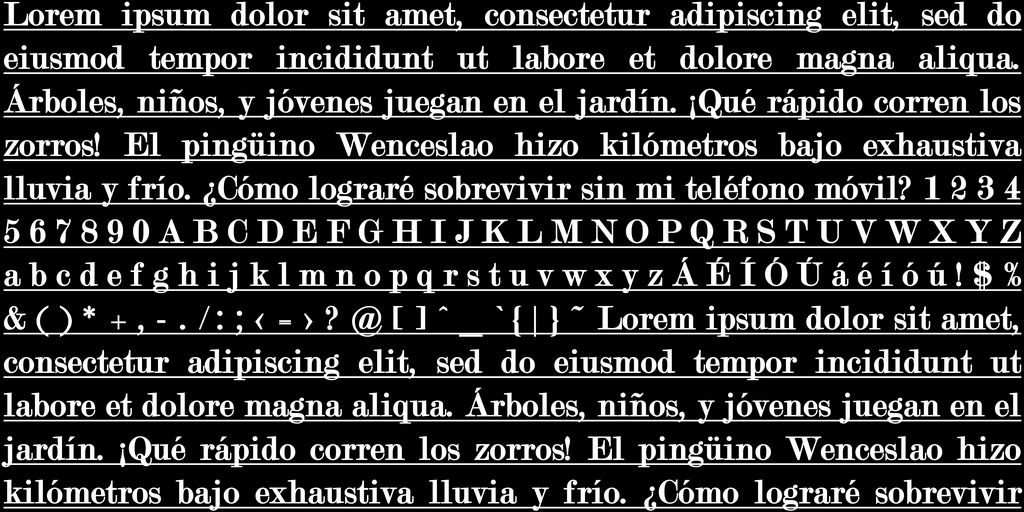 Lorem ipsum dolor sit amet, consectetur adipiscing elit, sed do
eiusmod tempor incididunt ut labore et dolore magna aliqua.
Árboles, niños, y jóvenes juegan en el jardín. ¡Qué rápido corren los
zorros! El pingüino Wenceslao hizo kilómetros bajo exhaustiva
lluvia y frío. ¿Cómo lograré sobrevivir sin mi teléfono móvil? 1 2 3 4
5 6 7 8 9 0 A B C D E F G H I J K L M N O P Q R S T U V W X Y Z
a b c d e f g h i j k l m n o p q r s t u v w x y z Á É Í Ó Ú á é í ó ú ! $ %
& ( ) * + , - . / : ; ‹ = › ? @ [ ] ^ _ ` { | } ~ Lorem ipsum dolor sit amet,
consectetur adipiscing elit, sed do eiusmod tempor incididunt ut
labore et dolore magna aliqua. Árboles, niños, y jóvenes juegan en el
jardín. ¡Qué rápido corren los zorros! El pingüino Wenceslao hizo
kilómetros bajo exhaustiva lluvia y frío. ¿Cómo lograré sobrevivir